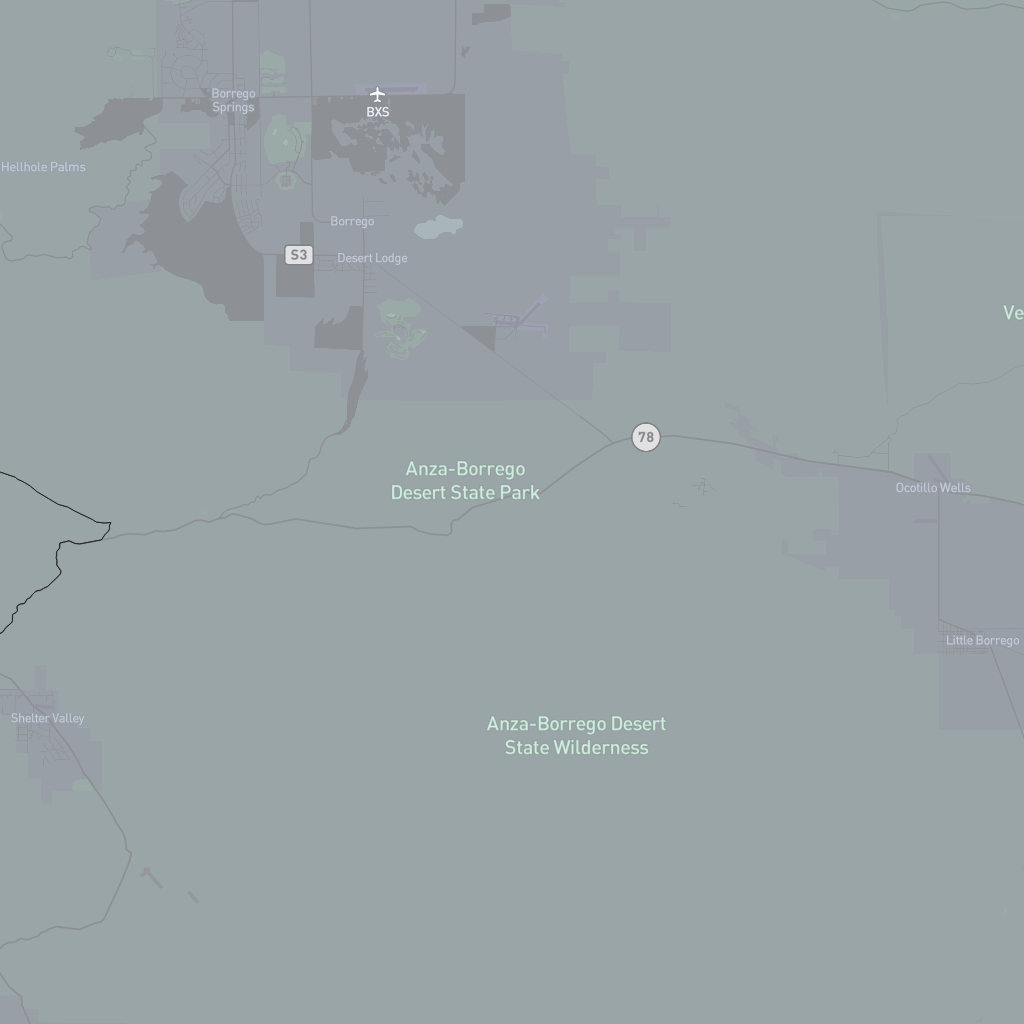 Borrego
Springs
BXS
Hellhole Palms
Borrego
S3
Desert Lodge
Ve
78
Anza-Borrego
Desert State Park
Ocotillo Wells
Little Borrego
Shelter Valley
Anza-Borrego Desert
State Wilderness